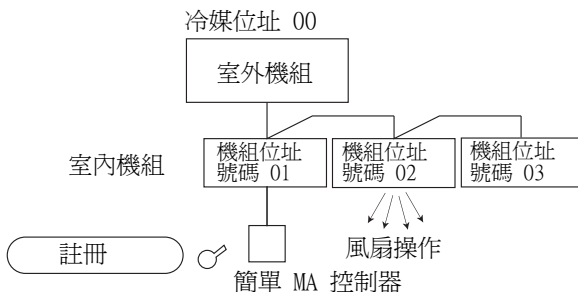 冷媒位址 00
室外機組
室內機組
機組位址
號碼 01
機組位址
號碼 02
機組位址
號碼 03
註冊
風扇操作
簡單 MA 控制器